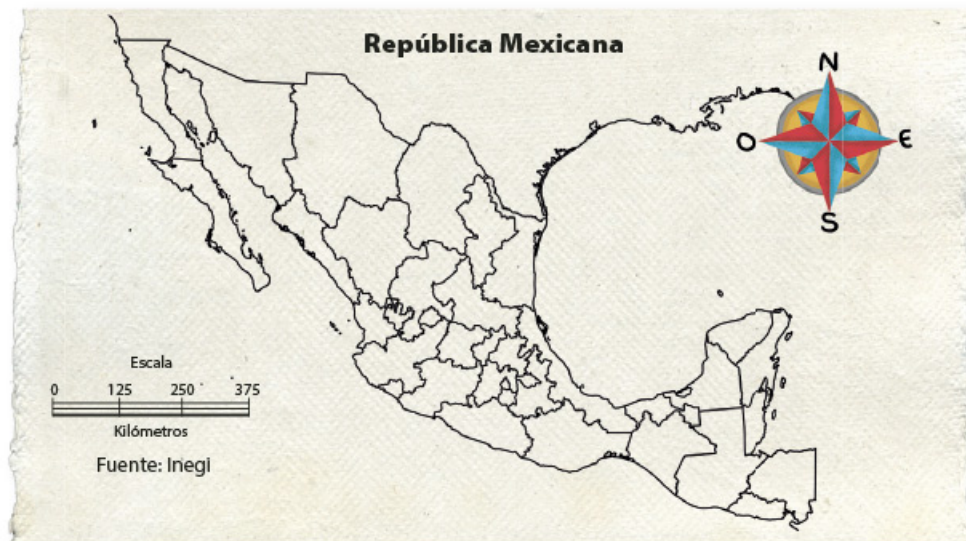 República Mexicana
N
O
E
S
Escala
0 125 250 375
Kilómetros
Fuente: Inegi